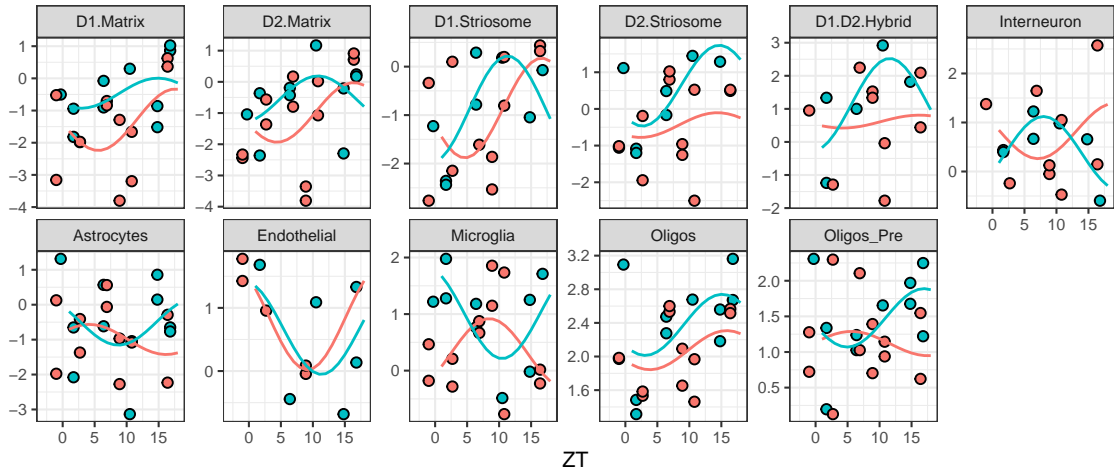 D1.Matrix D2.Matrix D1.Striosome D2.Striosome D1.D2.Hybrid Interneuron
1 0 -1 -2 -3 -4
1 0 -1 -2 -3 -4
0 -1 -2
1 0 -1 -2
3 2 1 0 -1 -2
2 1 0
0 5 10 15
Astrocytes Endothelial Microglia Oligos Oligos_Pre
1 0 -1 -2 -3
1 0
2 1 0
3.2 2.8 2.4 2.0 1.6
2.0 1.5 1.0 0.5
0 5 10 15 0 5 10 15 0 5 10 15 0 5 10 15 0 5 10 15
ZT